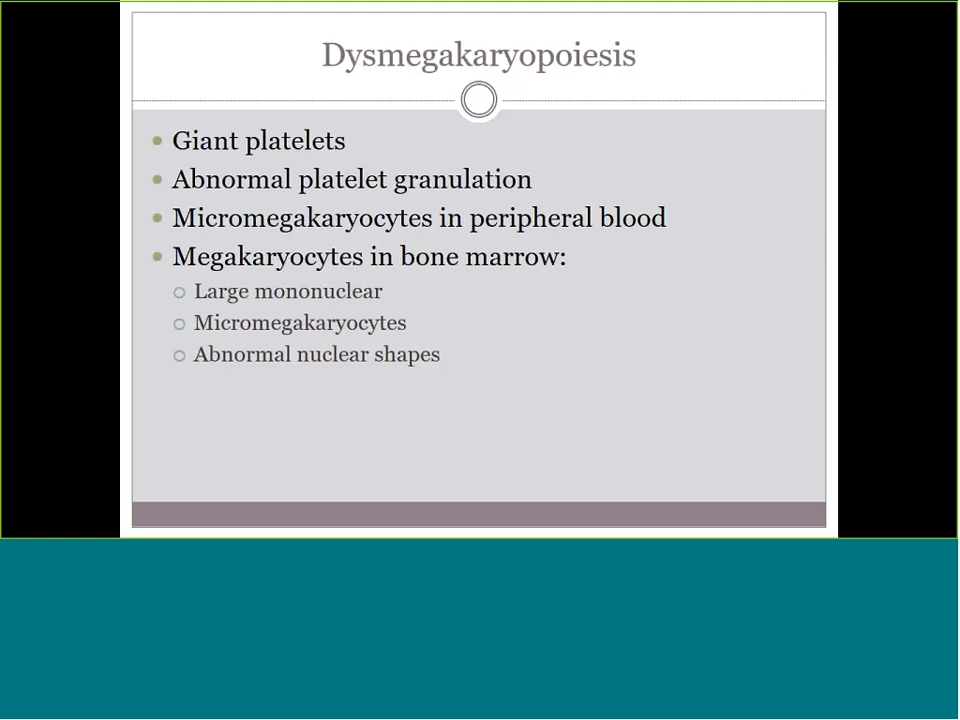 Dysmegakaryopoiesis
Giant platelets
Abnormal platelet granulation
Micromegakaryocytes in peripheral blood
Megakaryocytes in bone marrow:
Large mononuclear
Micromegakaryocytes
Abnormal nuclear shapes